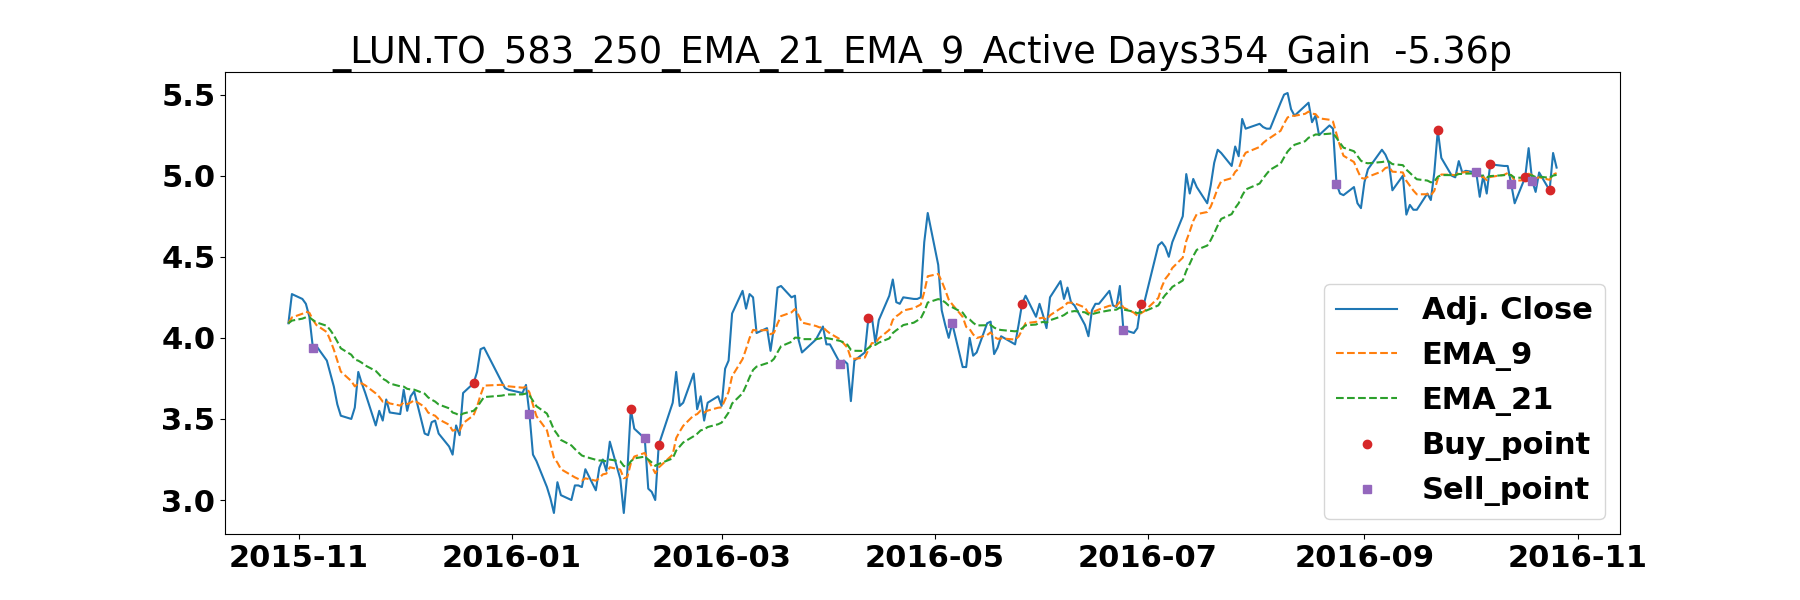 _LUN.TO_583_250_EMA_21_EMA_9_Active Days354_Gain  -5.36p
5.5
5.0
4.5
4.0
3.5
3.0
Adj. Close
EMA_9
EMA_21
Buy_point
Sell_point
2015-11 2016-01 2016-03 2016-05 2016-07 2016-09 2016-11